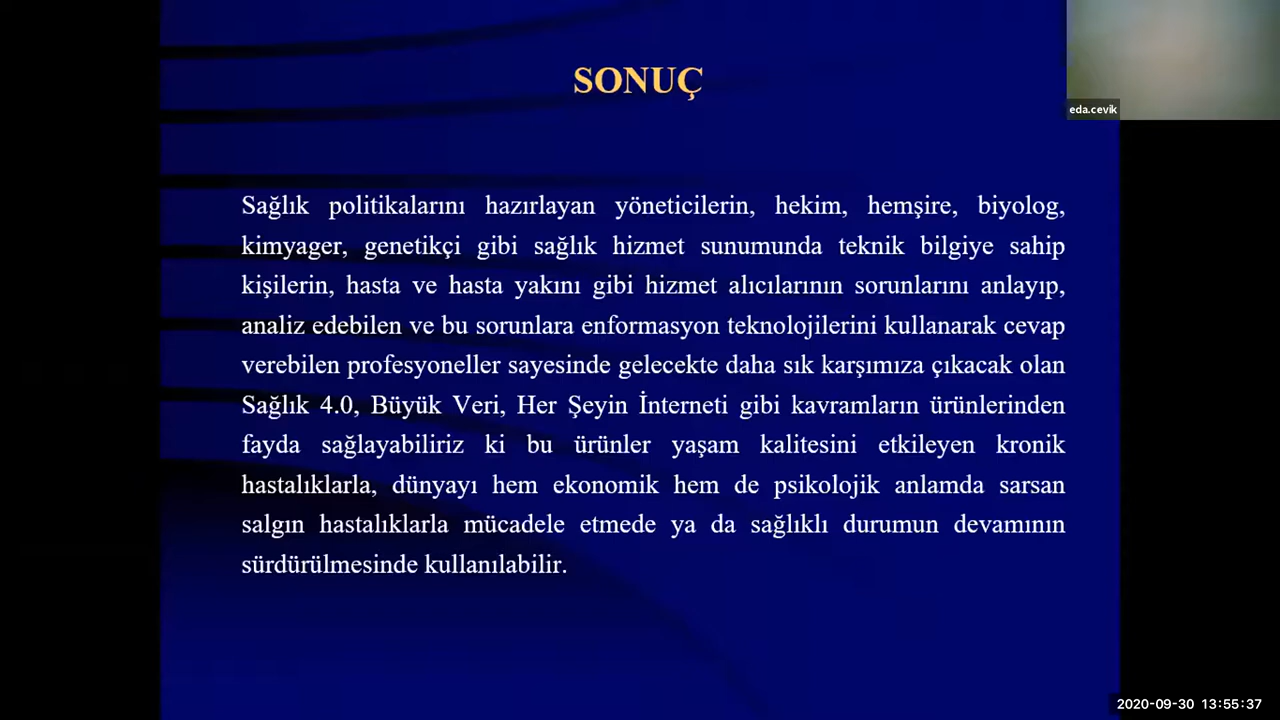 SONUÇ
eda.cevik
Sağlık politikalarını hazırlayan yöneticilerin, hekim, hemşire, biyolog,
kimyager, genetikçi gibi sağlık hizmet sunumunda teknik bilgiye sahip
kişilerin, hasta ve hasta yakını gibi hizmet alıcılarının sorunlarını anlayıp,
analiz edebilen ve bu sorunlara enformasyon teknolojilerini kullanarak cevap
verebilen profesyoneller sayesinde gelecekte daha sık karşımıza çıkacak olan
Sağlık 4.0, Büyük Veri, Her Şeyin İnterneti gibi kavramların ürünlerinden
fayda sağlayabiliriz ki bu ürünler yaşam kalitesini etkileyen kronik
hastalıklarla, dünyayı hem ekonomik hem de psikolojik anlamda sarsan
salgın hastalıklarla mücadele etmede ya da sağlıklı durumun devamının
sürdürülmesinde kullanılabilir.
2020-09-30 13:55:37